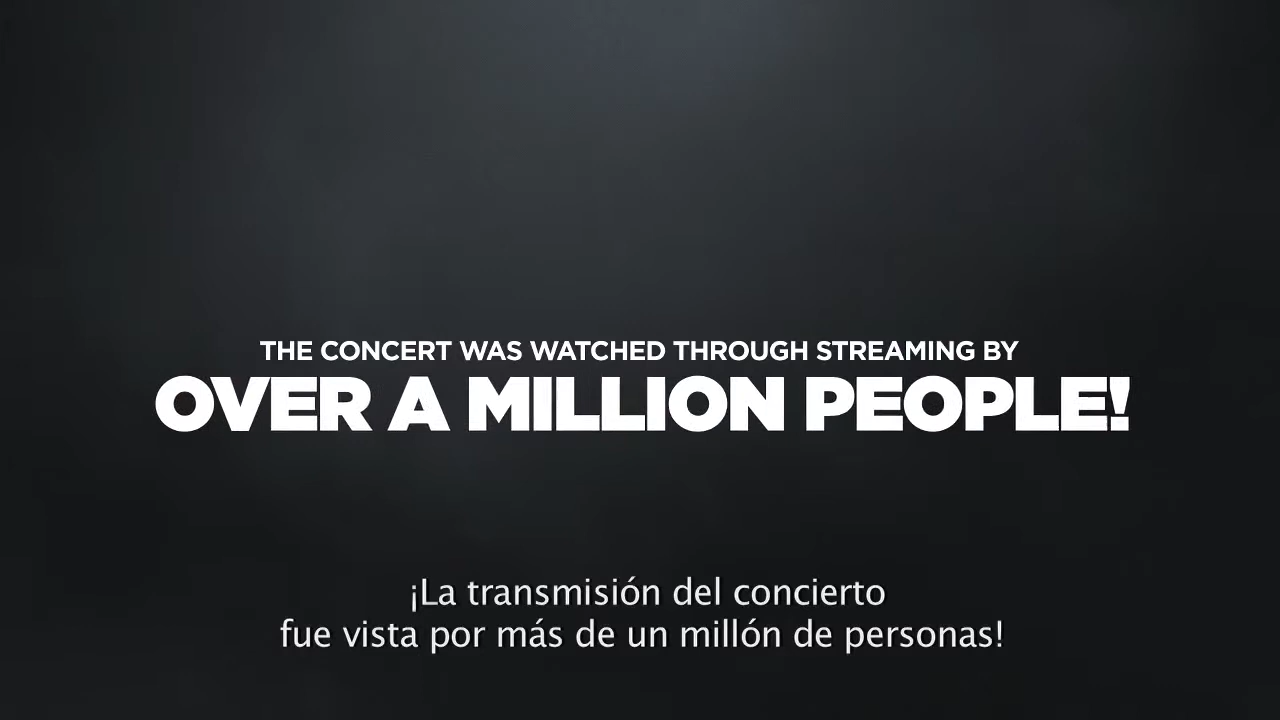 THE CONCERT WAS WATCHED THROUGH STREAMING BY
OVER A MILLION PEOPLE!
¡La transmisión del concierto
fue vista por más de un millón de personas!